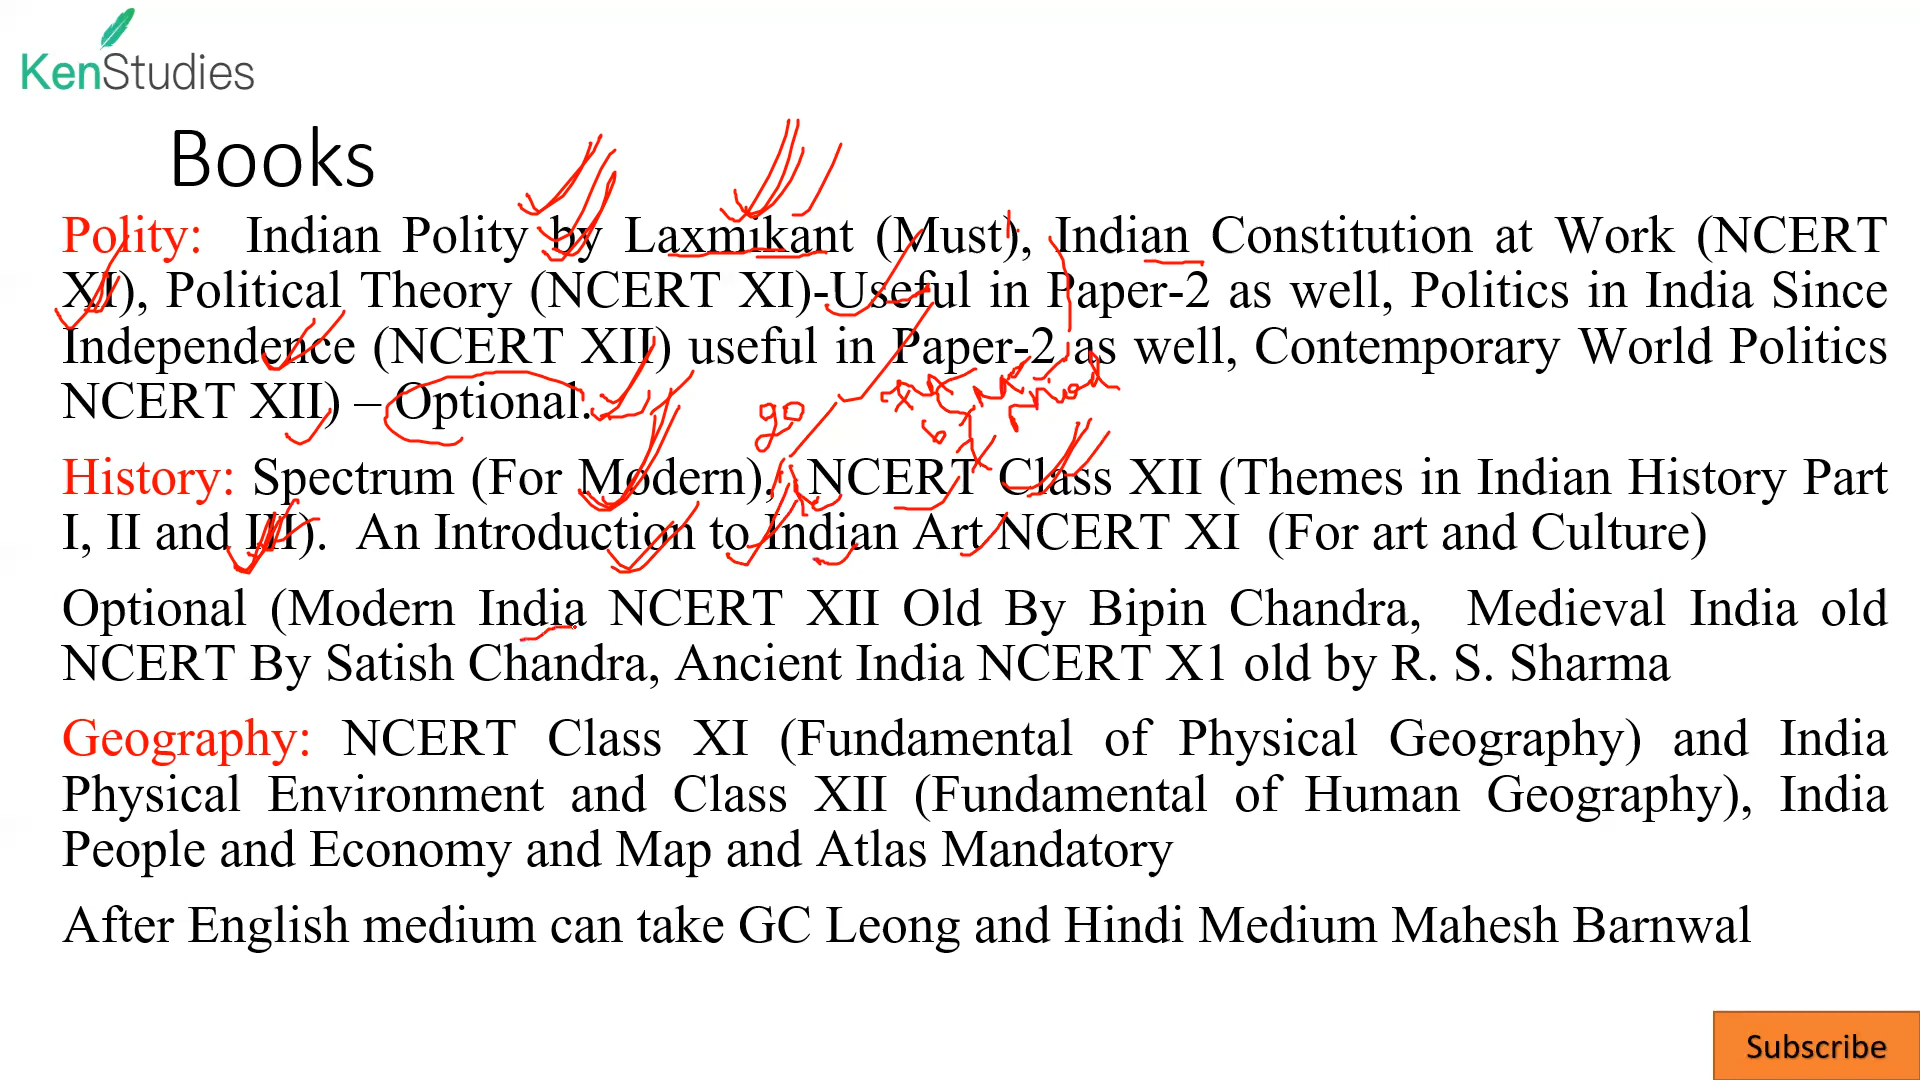 KenStudies
Books
Polity: Indian Polity by Laxmikant (Must), Indian Constitution at Work (NCERT
XI), Political Theory (NCERT XI)-Useful in Paper-2 as well, Politics in India Since
Independence (NCERT XII) useful in Paper-2 as well, Contemporary World Politics
NCERT XII) – Optional.
go
History: Spectrum (For Modern), NCERT Class XII (Themes in Indian History Part
I, II and III). An Introduction to Indian Art NCERT XI (For art and Culture)
Optional (Modern India NCERT XII Old By Bipin Chandra, Medieval India old
NCERT By Satish Chandra, Ancient India NCERT X1 old by R. S. Sharma
Geography: NCERT Class XI (Fundamental of Physical Geography) and India
Physical Environment and Class XII (Fundamental of Human Geography), India
People and Economy and Map and Atlas Mandatory
After English medium can take GC Leong and Hindi Medium Mahesh Barnwal
Subscribe